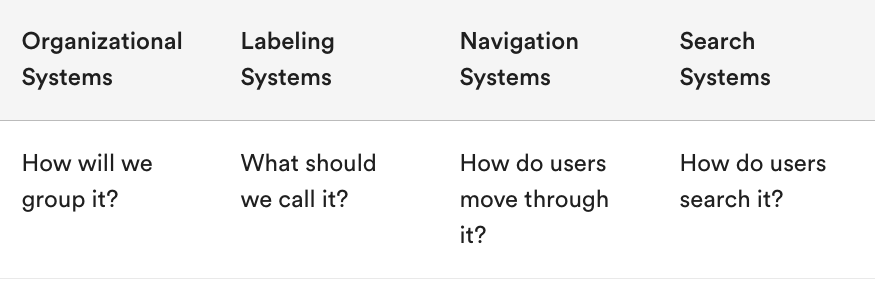 Organizational
Systems
Labeling
Systems
Navigation
Systems
Search
Systems
How will we
group it?
What should
we call it?
How do users
move through
it?
How do users
search it?